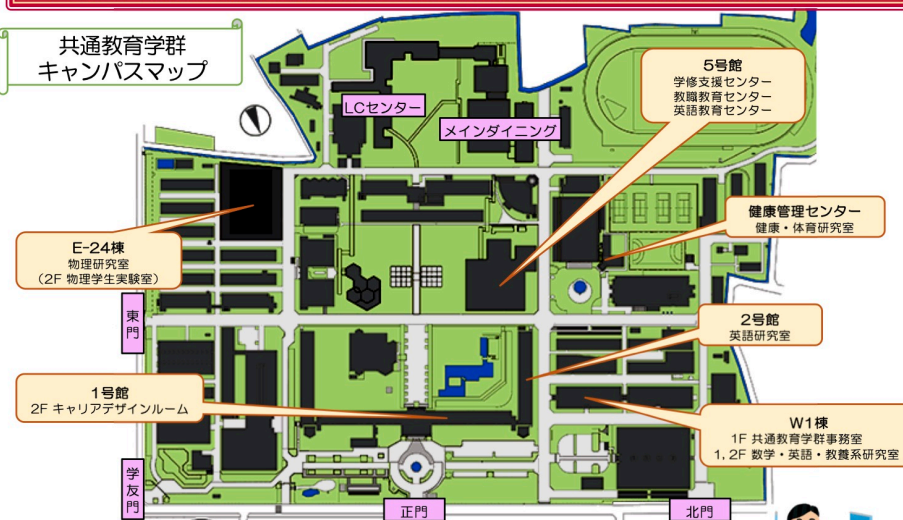 共通教育学群
キャンパスマップ
LCセンター
メインダイニング
5号館
学修支援センター
教職教育センター
英語教育センター
健康管理センター
健康・体育研究室
E-24棟
物理研究室
（2F 物理学生実験室）
東門
2号館
英語研究室
1号館
2F キャリアデザインルーム
W1棟
1F 共通教育学群事務室
1, 2F 数学・英語・教養系研究室
学友門
正門
北門